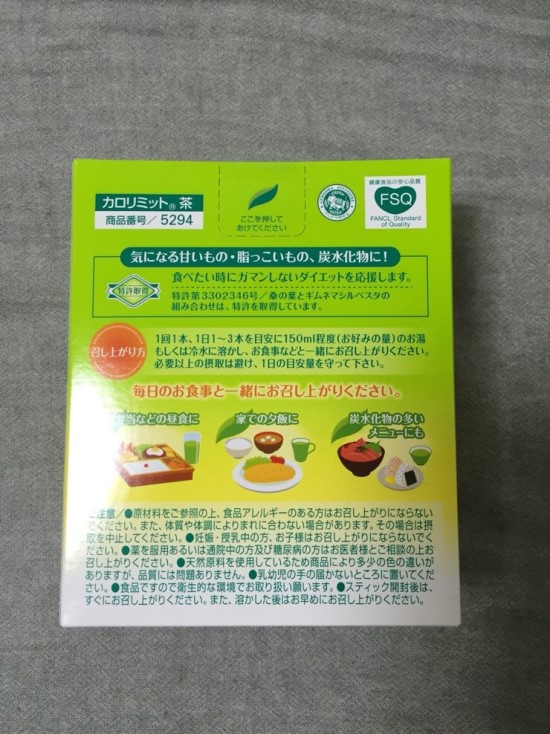 カロリミット® 茶
商品番号／5294
ここを押して
あけてください
健康食品の安心品質
FSQ
FANCL Standard
of Quality
気になる甘いもの・脂っこいもの、炭水化物に！
特許取得
食べたい時にガマンしないダイエットを応援します。
特許第3302346号／桑の葉とギムネマシルベスタの
組み合わせは、特許を取得しています。
召し上がり方
1回1本、1日1〜3本を目安に150ml程度(お好みの量)のお湯
もしくは冷水に溶かし、お食事などと一緒にお召し上がりください。
必要以上の摂取は避け、1日の目安量を守って下さい。
毎日のお食事と一緒にお召し上がりください。
弁当などの昼食に
家での夕飯に
炭水化物の多い
メニューにも
ご注意／●原材料をご参照の上、食品アレルギーのある方はお召し上がりにならない
でください。また、体質や体調によりまれに合わない場合があります。その場合は摂
取を中止してください。●妊娠・授乳中の方、お子様はお召し上がりにならないでく
ださい。●薬を服用あるいは通院中の方及び糖尿病の方はお医者様とご相談の上お
召し上がりください。●天然原料を使用しているため商品により多少の色の違いが
ありますが、品質には問題ありません。●乳幼児の手の届かないところに置いてくだ
さい。●食品ですので衛生的な環境でお取り扱い願います。●スティック開封後は、
すぐにお召し上がりください。また、溶かした後はお早めにお召し上がりください。